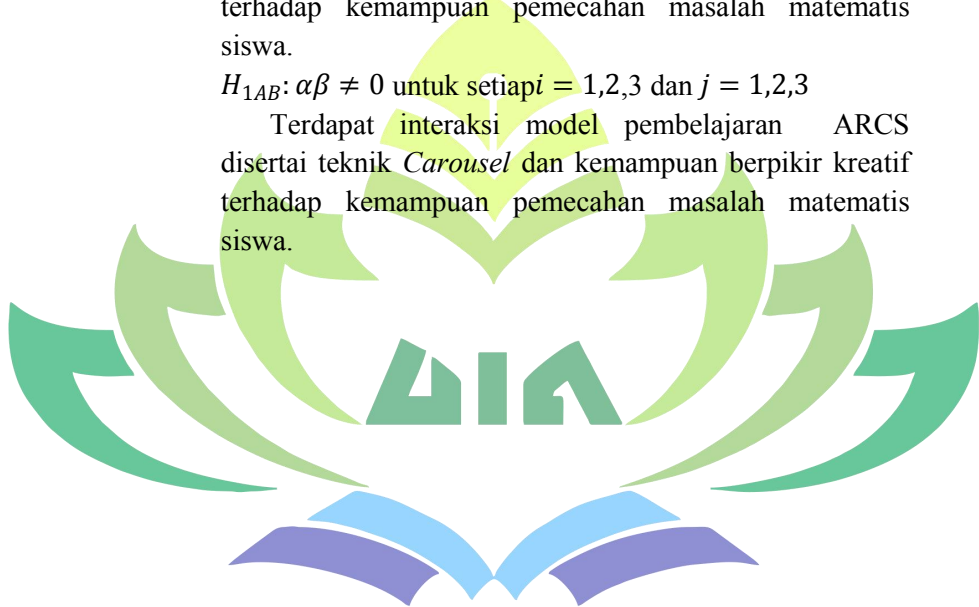 terhadap kemampuan pemecahan masalah matematis
siswa.
H₁AB: αβ ≠ 0 untuk setiapi = 1,2,3 dan j = 1,2,3
Terdapat interaksi model pembelajaran ARCS
disertai teknik Carousel dan kemampuan berpikir kreatif
terhadap kemampuan pemecahan masalah matematis
siswa.
UIN